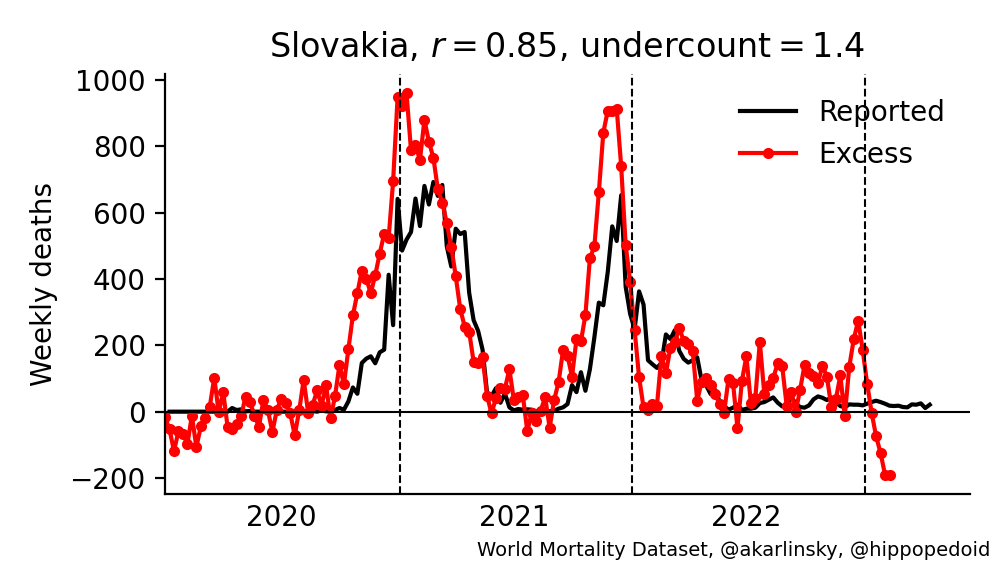 Slovakia, r = 0.85, undercount = 1.4
1000
800
600
400
200
0
−200
Weekly deaths
Reported
Excess
2020 2021 2022
World Mortality Dataset, @akarlinsky, @hippopedoid